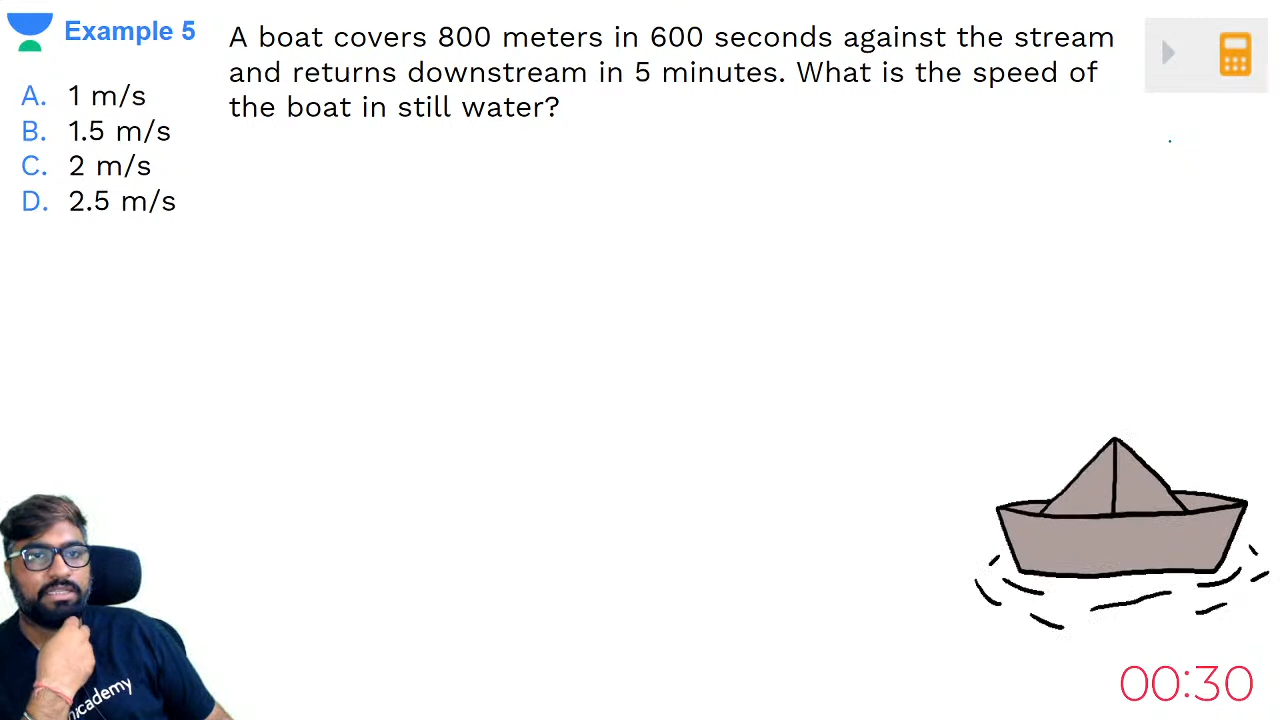 Example 5
A boat covers 800 meters in 600 seconds against the stream
and returns downstream in 5 minutes. What is the speed of
the boat in still water?
A. 1 m/s
B. 1.5 m/s
C. 2 m/s
D. 2.5 m/s
00:30